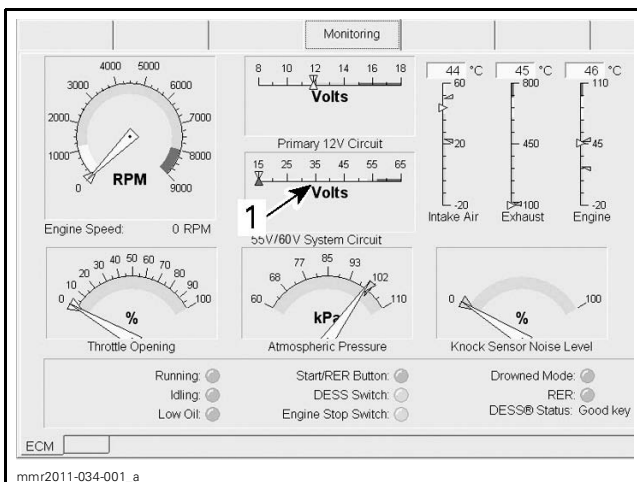 Monitoring
4000 5000
3000 6000
2000 7000
1000 8000
0 9000
RPM
Engine Speed: 0 RPM
8 10 12 14 16 18
Volts
Primary 12V Circuit
15 25 35 45 55 65
Volts
1
55V/60V System Circuit
44 °C 45 °C 46 °C
60 800 110
20 450 45
-20 100 -20
Intake Air Exhaust Engine
0 10 20 30 40 50 60 70 80 90 100
%
Throttle Opening
60 68 77 85 93 102 110
kPa
Atmospheric Pressure
0 100
%
Knock Sensor Noise Level
Running: Start/RER Button: Drowned Mode:
Idling: DESS Switch: RER:
Low Oil: Engine Stop Switch: DESS® Status: Good key
ECM
mmr2011-034-001_a